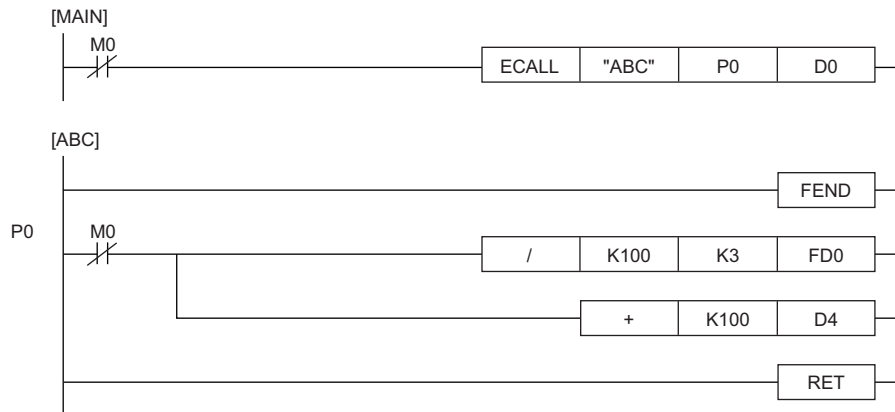 [MAIN]
M0
ECALL "ABC" P0 D0
[ABC]
FEND
P0 M0
/ K100 K3 FD0
+ K100 D4
RET